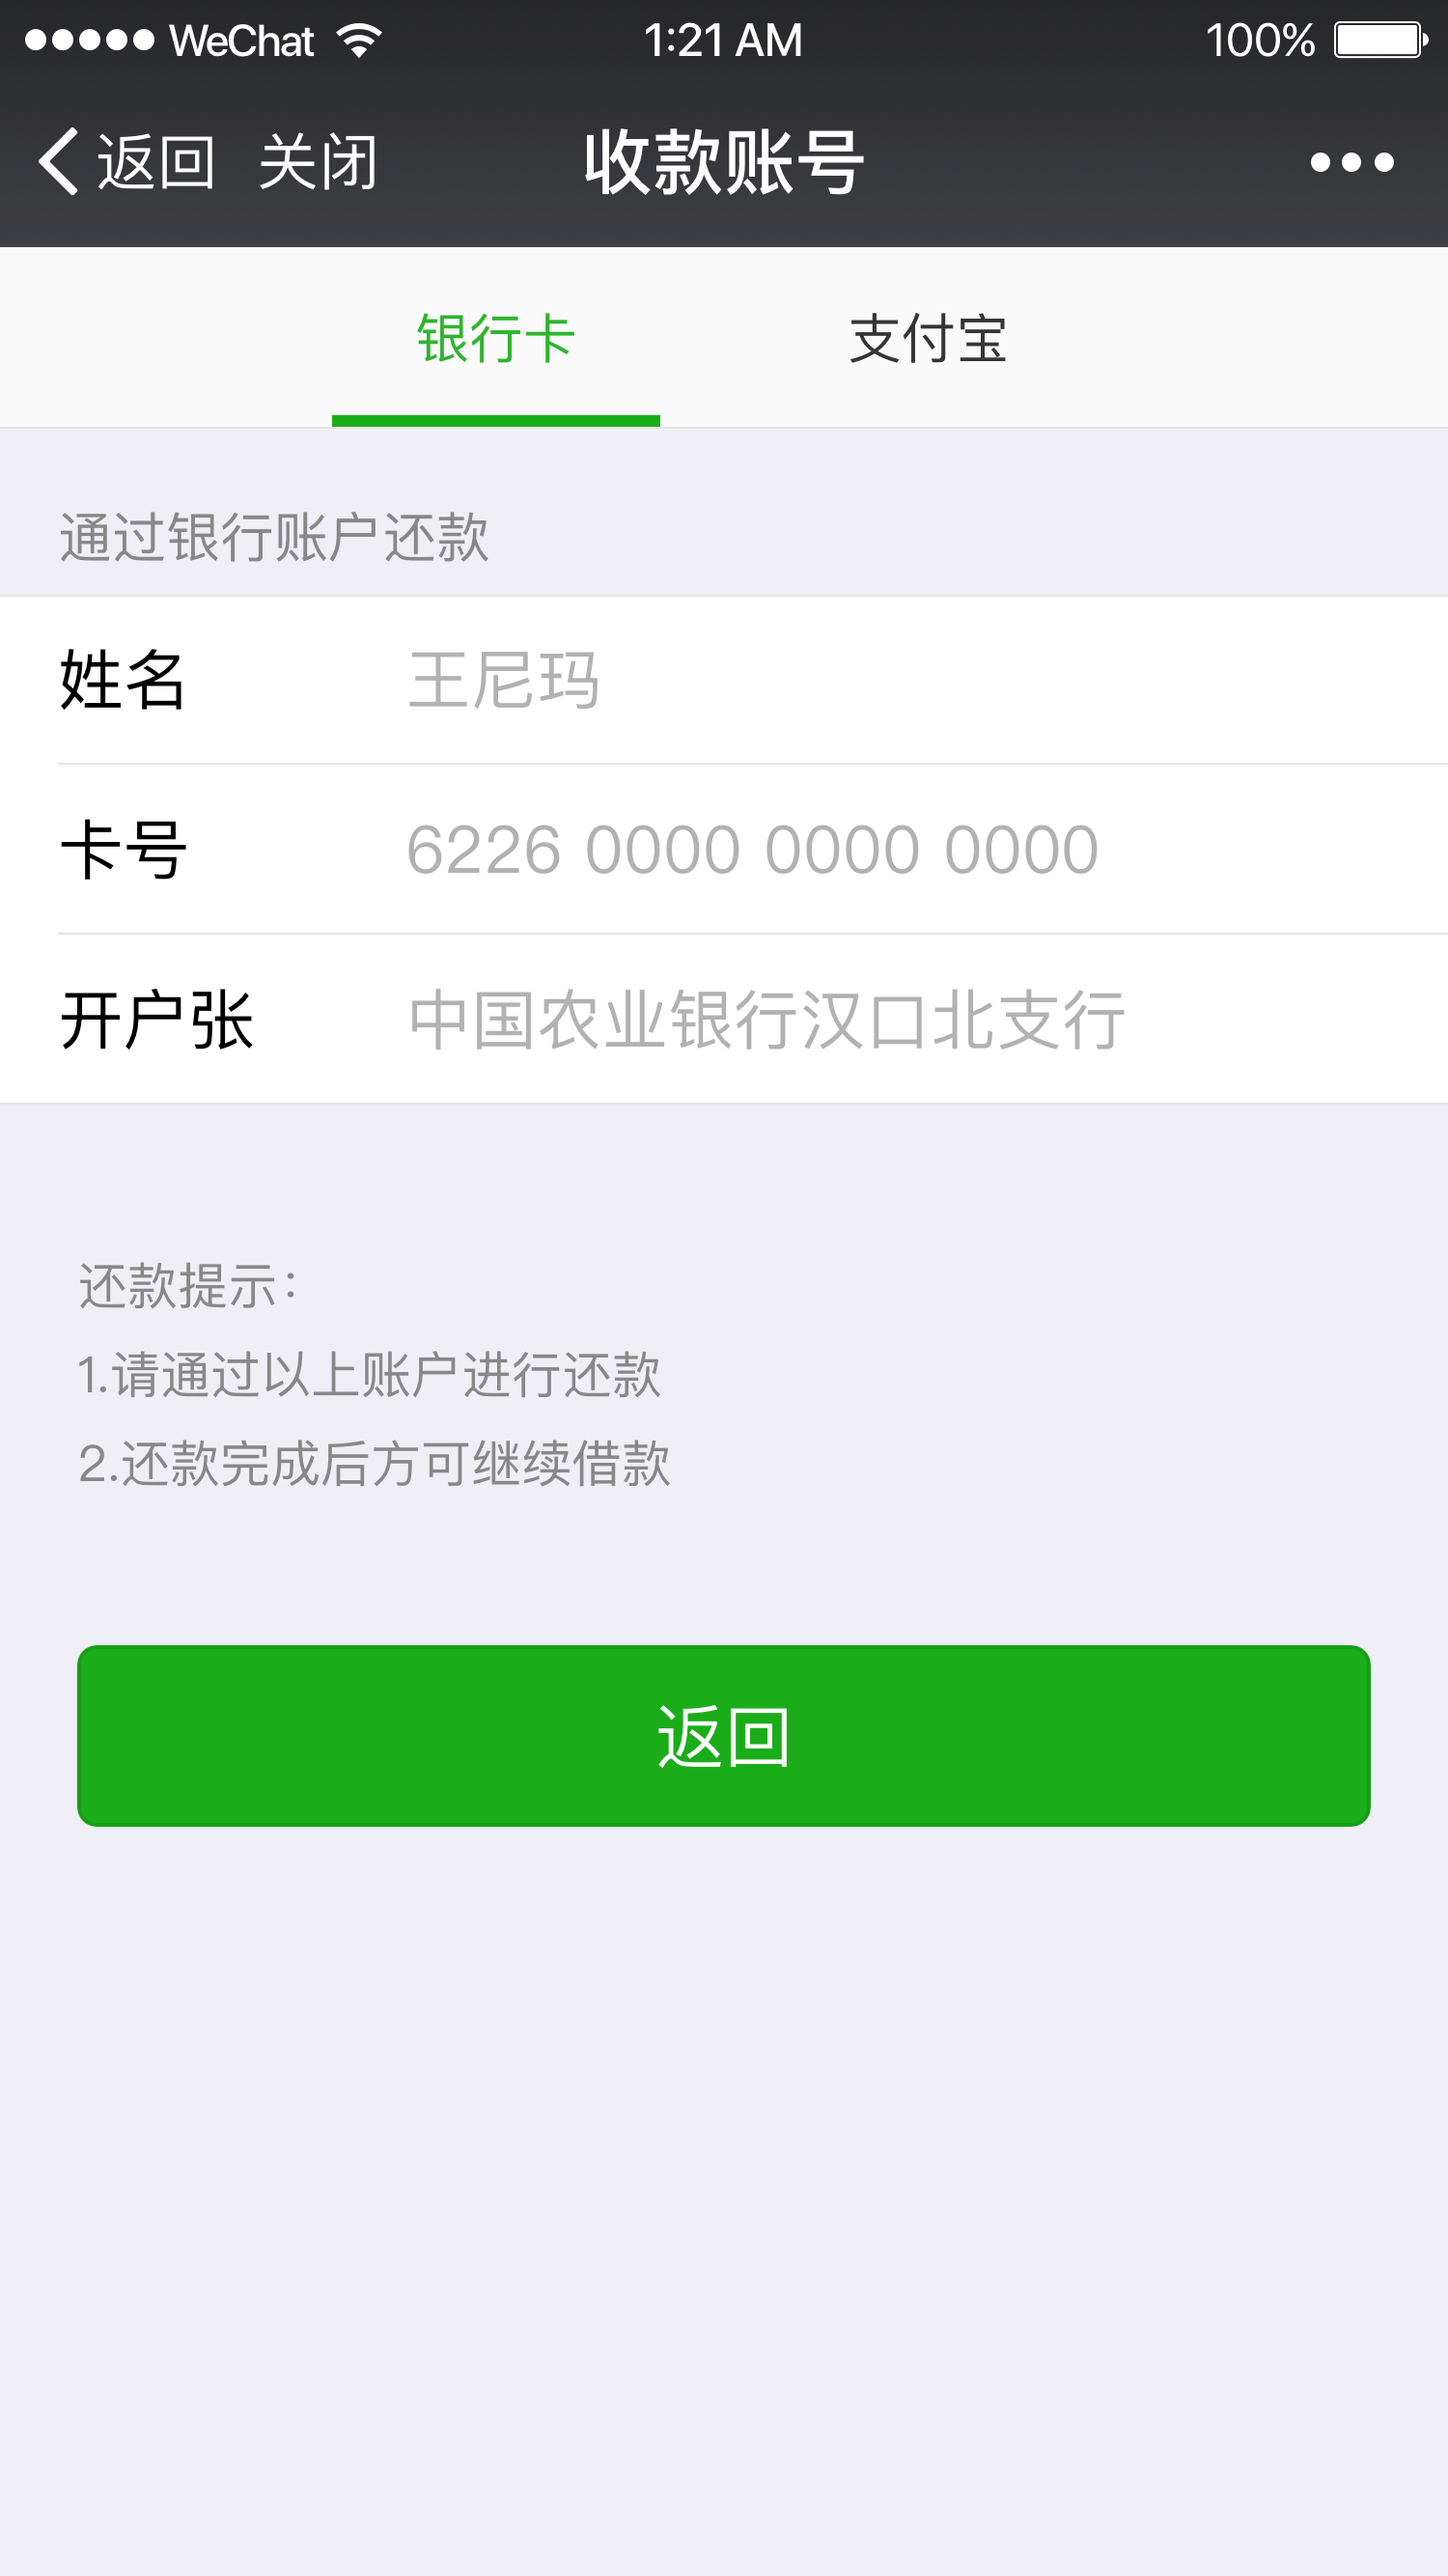 WeChat 1:21 AM 100%
返回 关闭 收款账号
银行卡 支付宝
通过银行账户还款
姓名 王尼玛
卡号 6226 0000 0000 0000
开户张 中国农业银行汉口北支行
还款提示：
1.请通过以上账户进行还款
2.还款完成后方可继续借款
返回